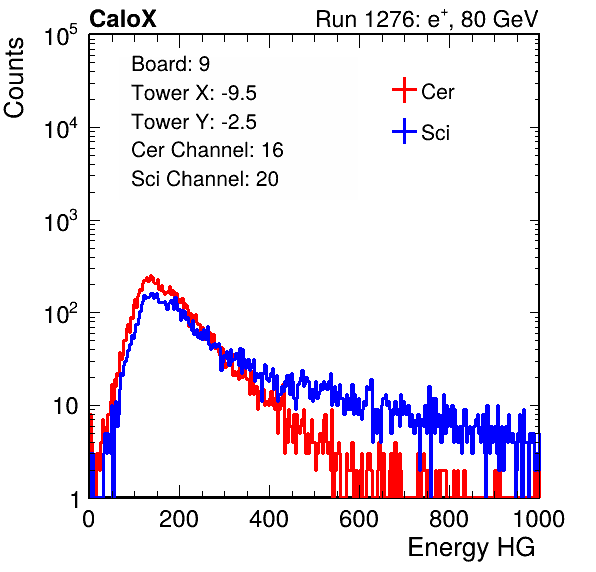 CaloX Run 1276: e⁺, 80 GeV
Counts
Board: 9
Tower X: -9.5
Tower Y: -2.5
Cer Channel: 16
Sci Channel: 20
Cer
Sci
10⁵
10⁴
10³
10²
10
1
0 200 400 600 800 1000
Energy HG